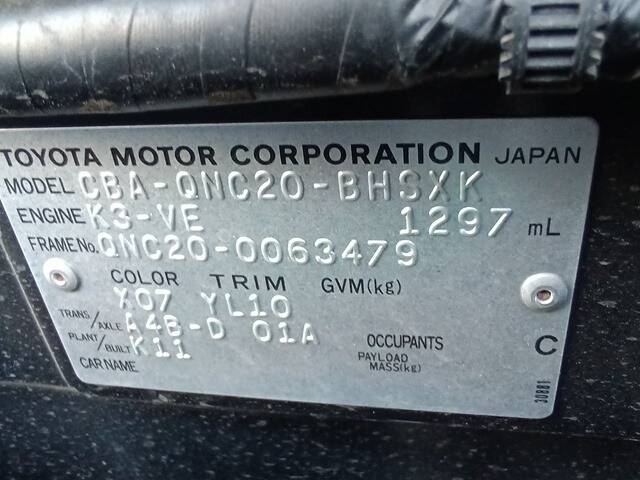 TOYOTA MOTOR CORPORATION JAPAN
MODEL CBA-QNC20-BHSXK
ENGINE K3-VE 1297 mL
FRAME No. QNC20-0063479
COLOR TRIM GVM(kg)
X07 YL10
TRANS/AXLE A4B-D 01A
PLANT/BUILT K11 OCCUPANTS C
CAR NAME PAYLOAD MASS(kg)
30881